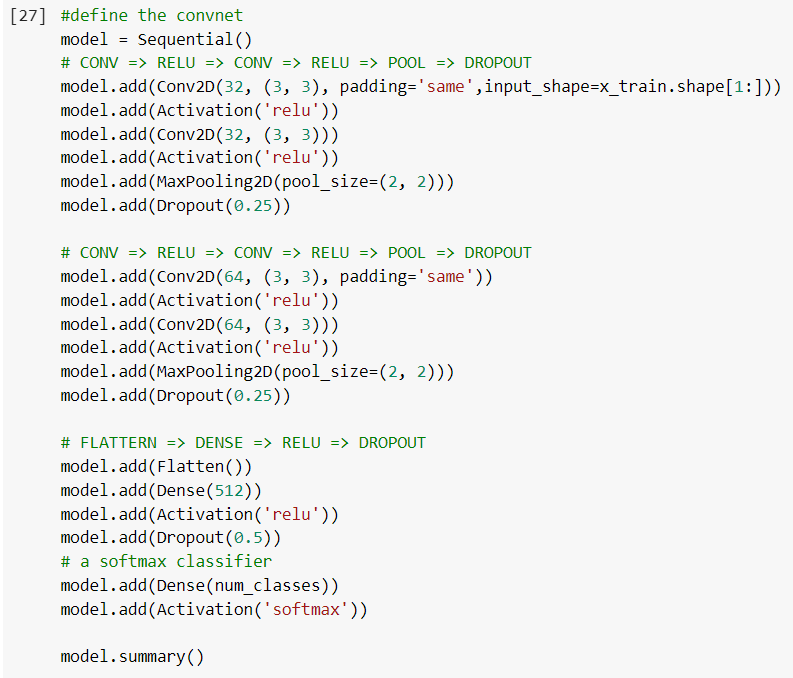 [27] #define the convnet
model = Sequential()
# CONV => RELU => CONV => RELU => POOL => DROPOUT
model.add(Conv2D(32, (3, 3), padding='same',input_shape=x_train.shape[1:]))
model.add(Activation('relu'))
model.add(Conv2D(32, (3, 3)))
model.add(Activation('relu'))
model.add(MaxPooling2D(pool_size=(2, 2)))
model.add(Dropout(0.25))

# CONV => RELU => CONV => RELU => POOL => DROPOUT
model.add(Conv2D(64, (3, 3), padding='same'))
model.add(Activation('relu'))
model.add(Conv2D(64, (3, 3)))
model.add(Activation('relu'))
model.add(MaxPooling2D(pool_size=(2, 2)))
model.add(Dropout(0.25))

# FLATTERN => DENSE => RELU => DROPOUT
model.add(Flatten())
model.add(Dense(512))
model.add(Activation('relu'))
model.add(Dropout(0.5))
# a softmax classifier
model.add(Dense(num_classes))
model.add(Activation('softmax'))

model.summary()